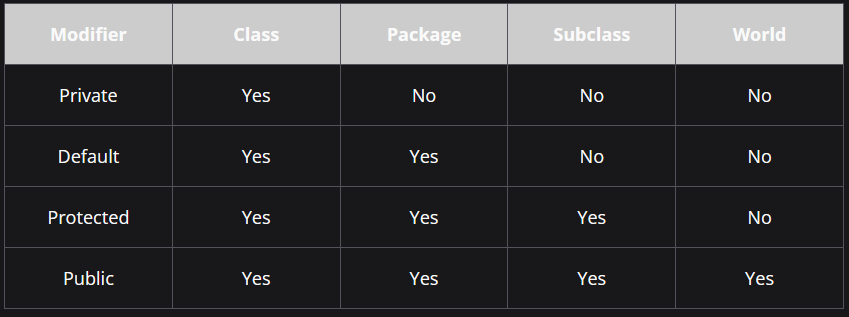 Modifier Class Package Subclass World
Private Yes No No No
Default Yes Yes No No
Protected Yes Yes Yes No
Public Yes Yes Yes Yes